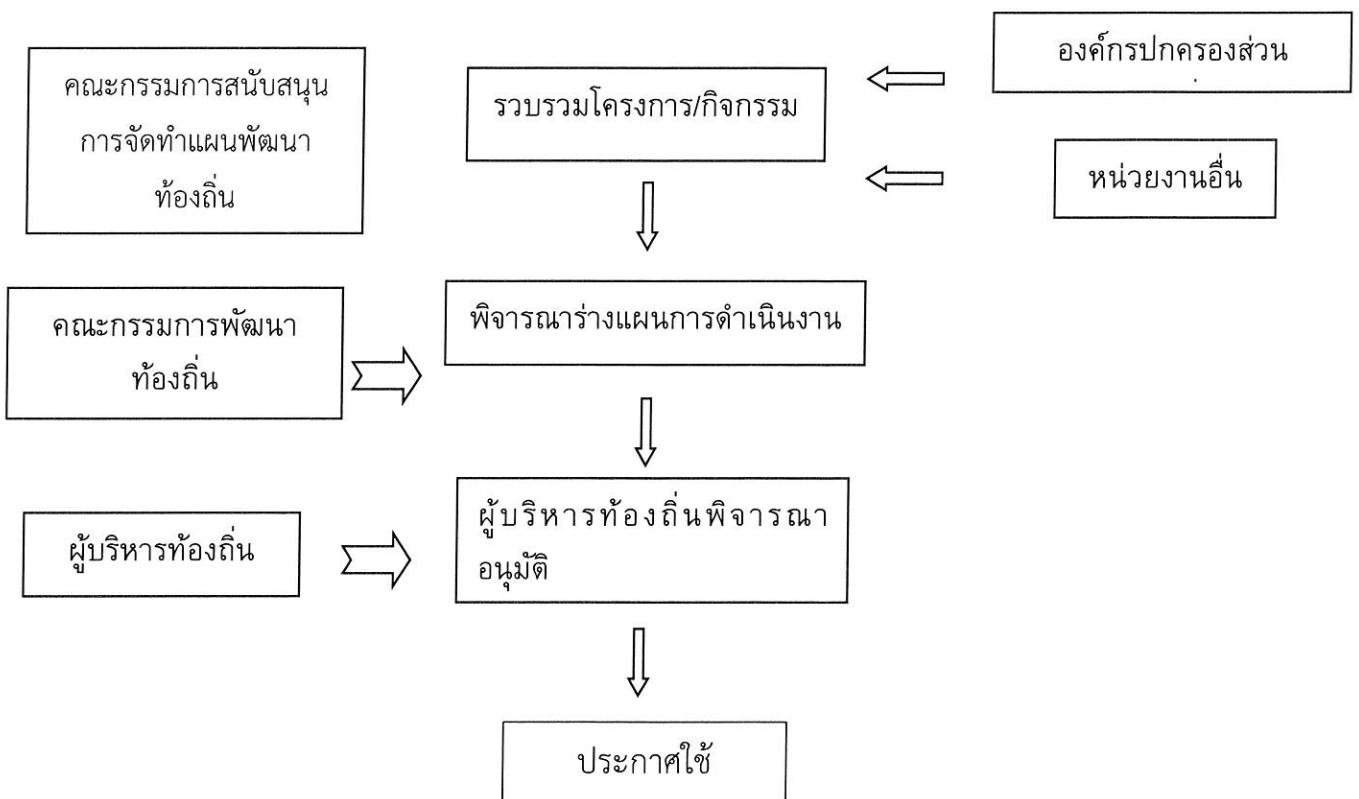 คณะกรรมการสนับสนุน
การจัดทำแผนพัฒนา
ท้องถิ่น
รวบรวมโครงการ/กิจกรรม
องค์กรปกครองส่วน
หน่วยงานอื่น
คณะกรรมการพัฒนา
ท้องถิ่น
พิจารณาร่างแผนการดำเนินงาน
ผู้บริหารท้องถิ่น
ผู้บริหารท้องถิ่นพิจารณา
อนุมัติ
ประกาศใช้